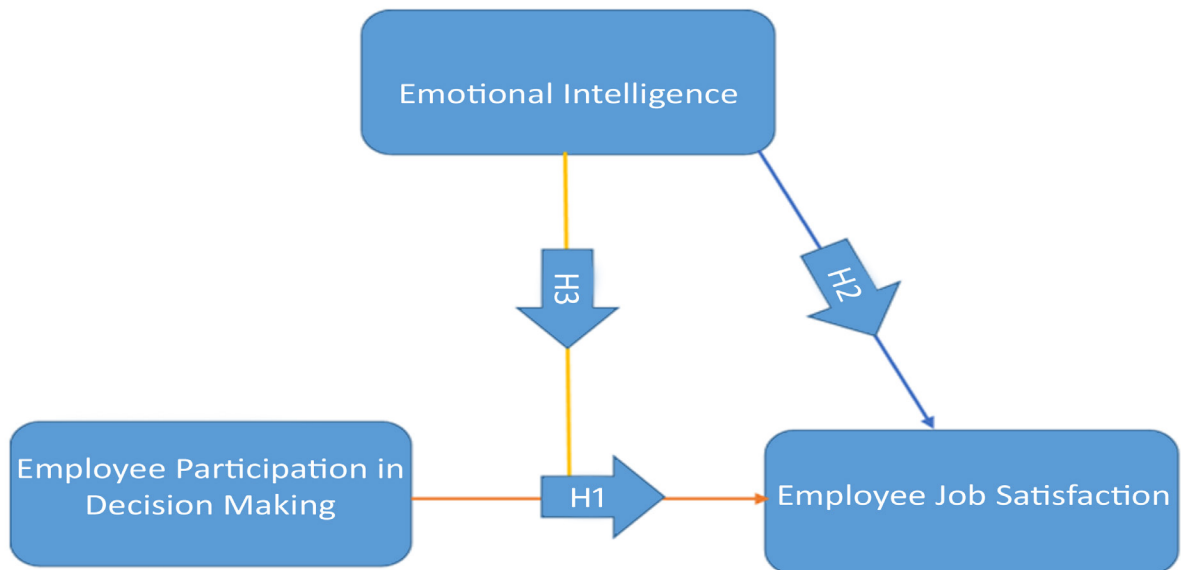 Emotional Intelligence
H3
H2
Employee Participation in
Decision Making
H1
Employee Job Satisfaction